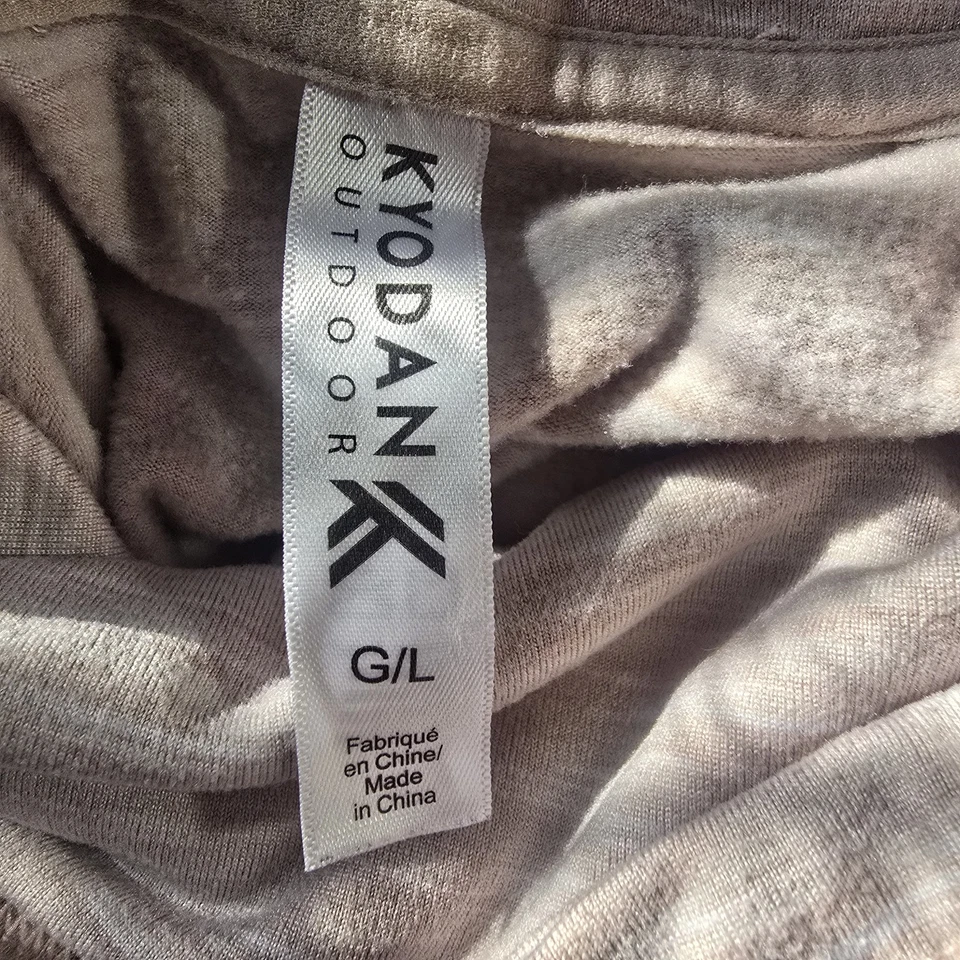 KYODAN
OUTDOOR
G/L
Fabriqué
en Chine/
Made
in China